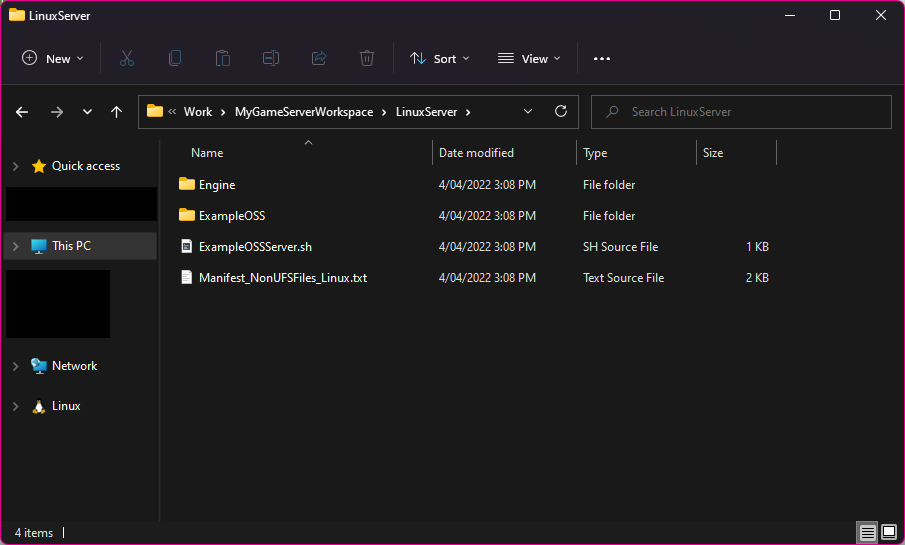 LinuxServer
New Sort View
« Work > MyGameServerWorkspace > LinuxServer > Search LinuxServer
Name Date modified Type Size
Quick access
Engine 4/04/2022 3:08 PM File folder
ExampleOSS 4/04/2022 3:08 PM File folder
This PC
ExampleOSSServer.sh 4/04/2022 3:08 PM SH Source File 1 KB
Manifest_NonUFSFiles_Linux.txt 4/04/2022 3:08 PM Text Source File 2 KB
Network
Linux
4 items